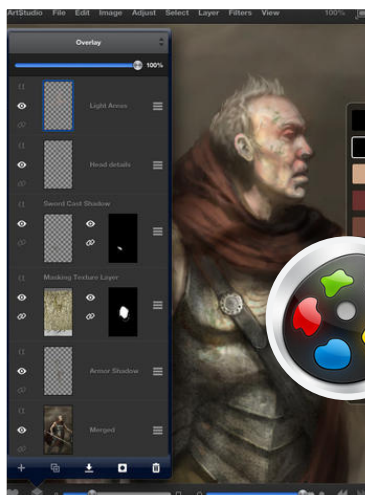 ArtStudio File Edit Image Adjust Select Layer Filters View 100%
Overlay
100%
Light Areas
Head details
Sword Cast Shadow
Masking Texture Layer
Armor Shadow
Merged